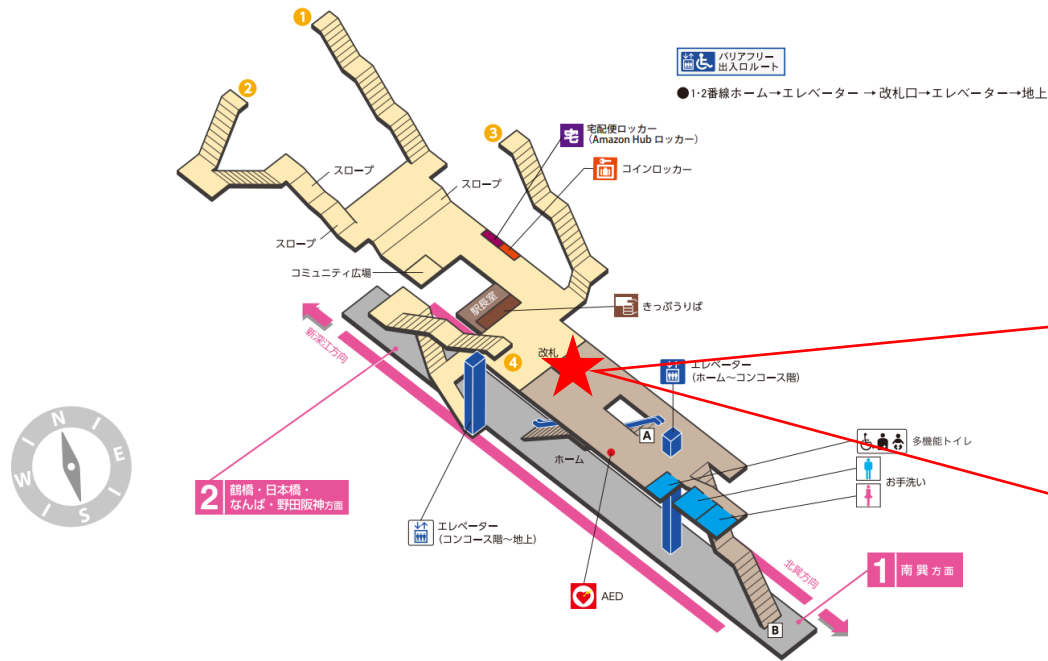 1
2
3
バリアフリー
出入口ルート
●1･2番線ホーム→エレベーター → 改札口→エレベーター→地上
宅
宅配便ロッカー
(Amazon Hub ロッカー)
コインロッカー
スロープ
スロープ
スロープ
コミュニティ広場
駅長室
きっぷうりば
新深江方向
4
改札
エレベーター
(ホーム～コンコース階)
A
多機能トイレ
お手洗い
ホーム
N
E
S
W
2 鶴橋・日本橋・
なんば・野田阪神方面
エレベーター
(コンコース階～地上)
AED
北巽方向
1 南巽方面
B